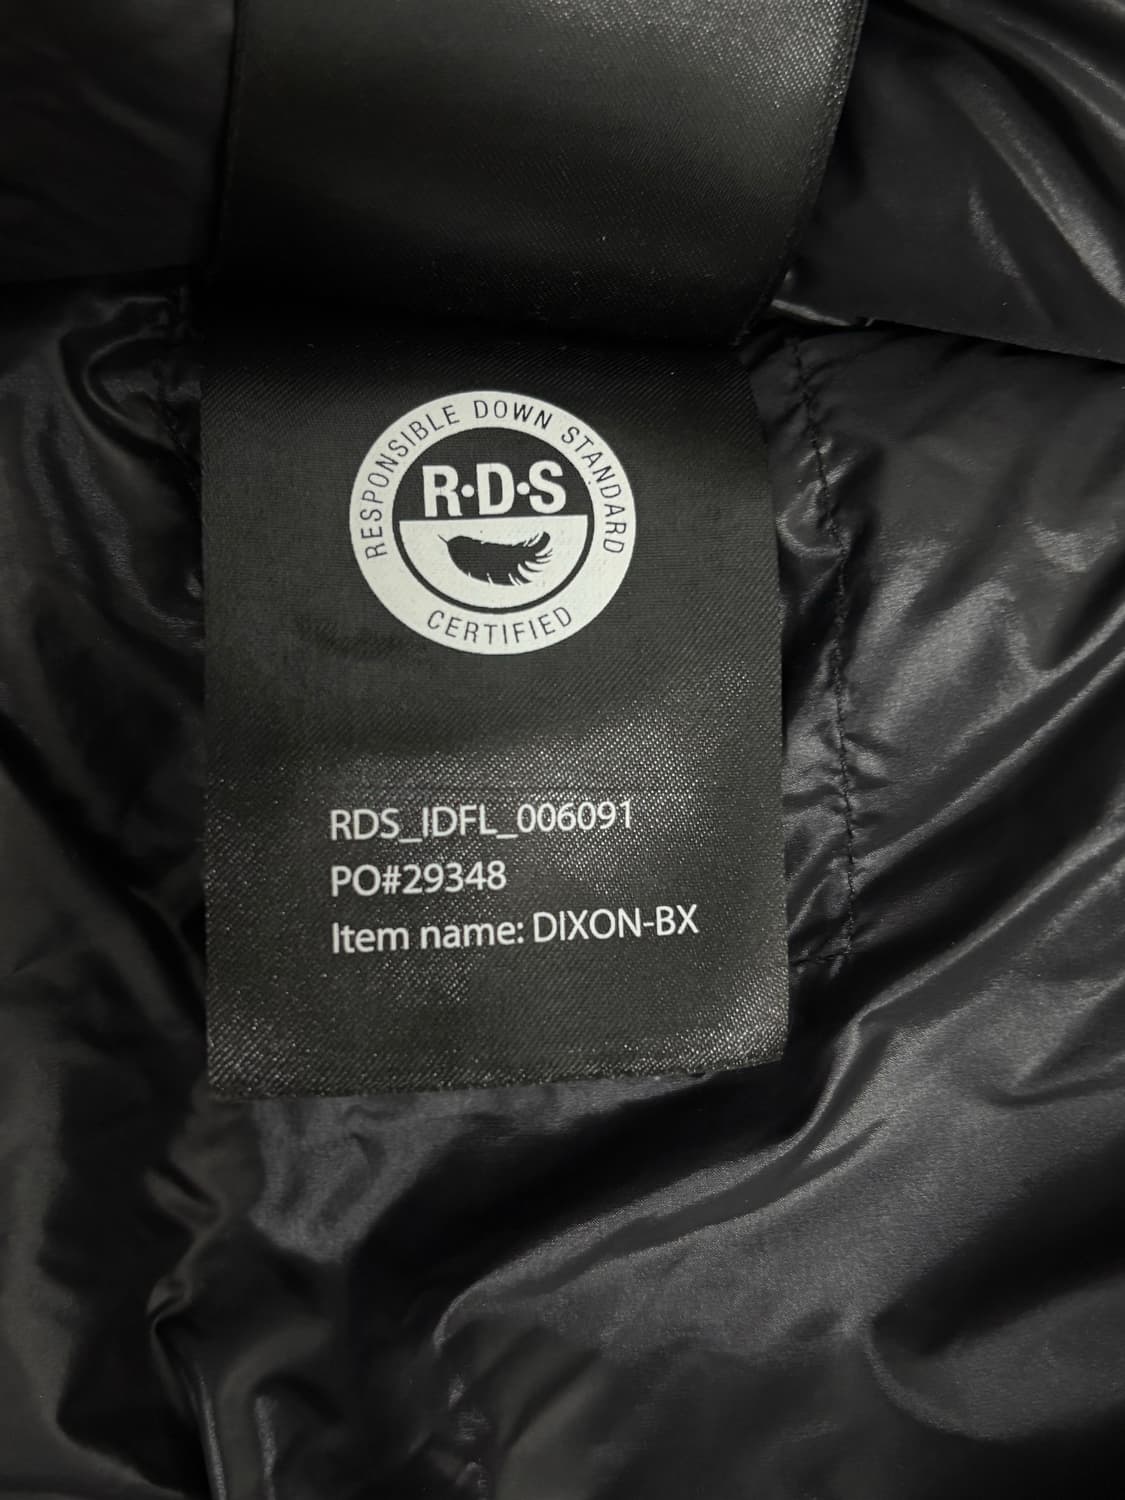 RESPONSIBLE DOWN STANDARD
R·D·S
CERTIFIED
RDS_IDFL_006091
PO#29348
Item name: DIXON-BX